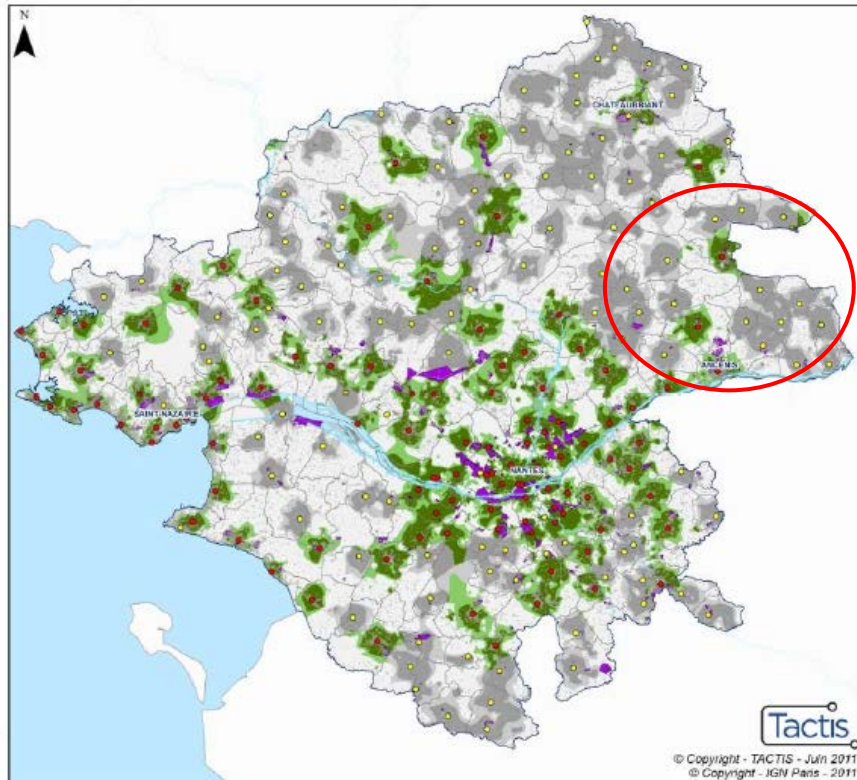 N
CHATEAUBRIANT
ANCENIS
SAINT-NAZAIRE
NANTES
Tactis
© Copyright - TACTIS - Juin 2011
© Copyright - IGN Paris - 2011